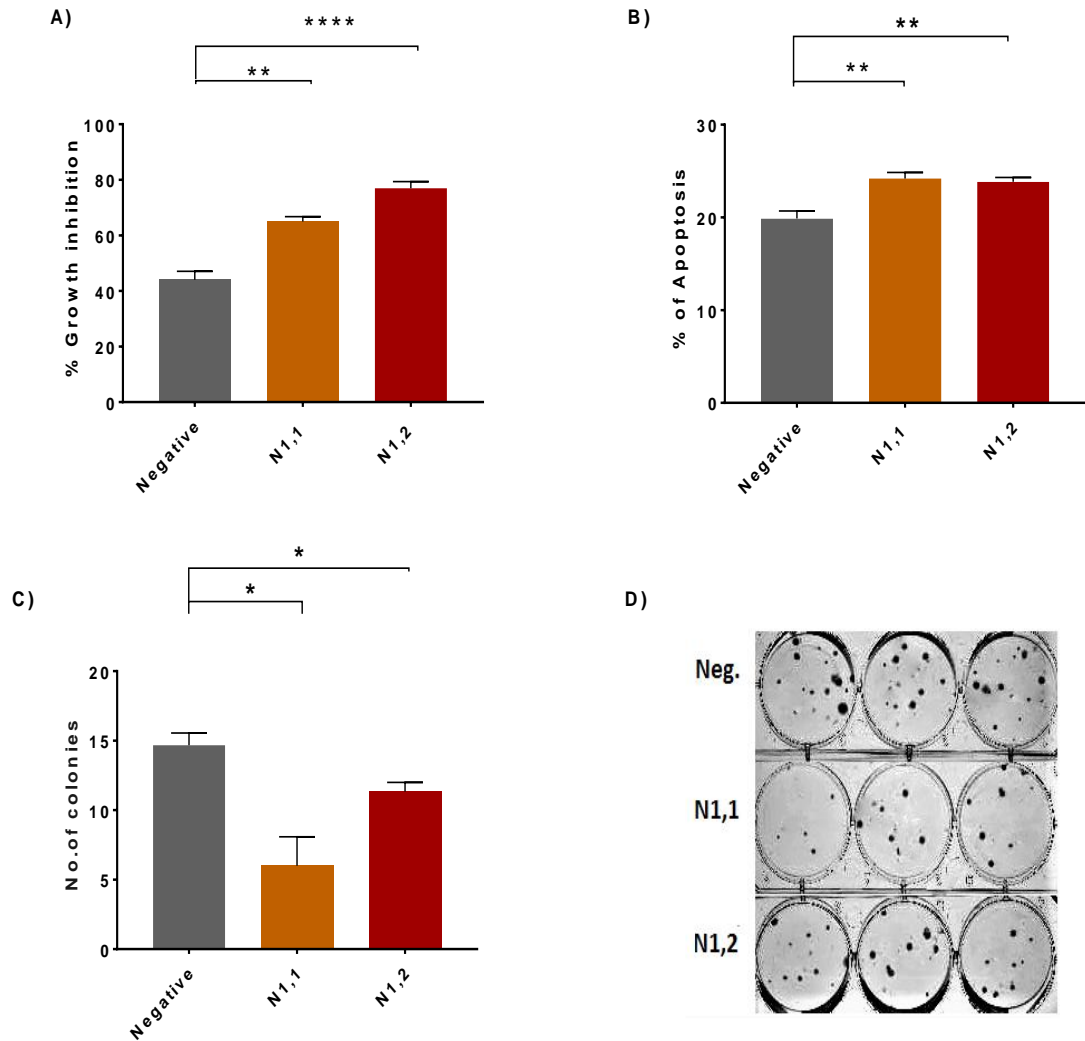 A)
****
**
% Growth inhibition
100
80
60
40
20
0
Negative
N1,1
N1,2
B)
**
**
% of Apoptosis
30
20
10
0
Negative
N1,1
N1,2
C)
*
*
No.of colonies
20
15
10
5
0
Negative
N1,1
N1,2
D)
Neg.
N1,1
N1,2